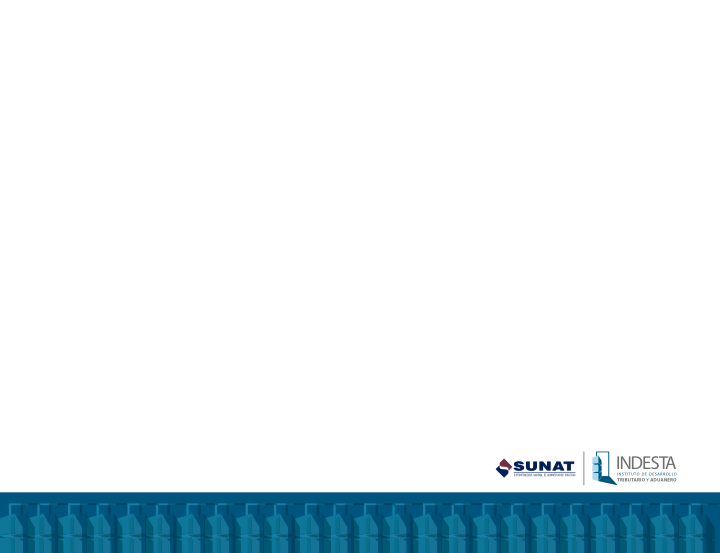 SUNAT
INDESTA
INSTITUTO DE DESARROLLO
TRIBUTARIO Y ADUANERO